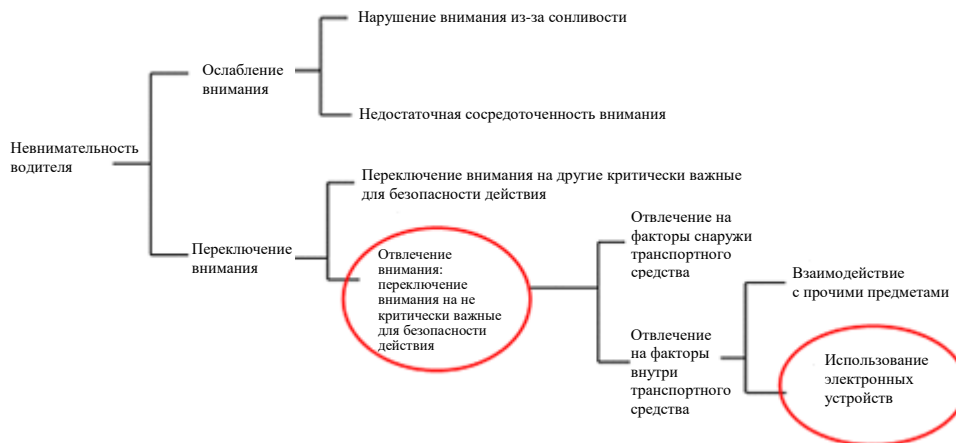 Нарушение внимания из-за сонливости
Ослабление
внимания
Недостаточная сосредоточенность внимания
Невнимательность
водителя
Переключение внимания на другие критически важные
для безопасности действия
Переключение
внимания
Отвлечение
внимания:
переключение
внимания на не
критически важные
для безопасности
действия
Отвлечение на
факторы снаружи
транспортного
средства
Отвлечение
на факторы
внутри
транспортного
средства
Взаимодействие
с прочими предметами
Использование
электронных
устройств